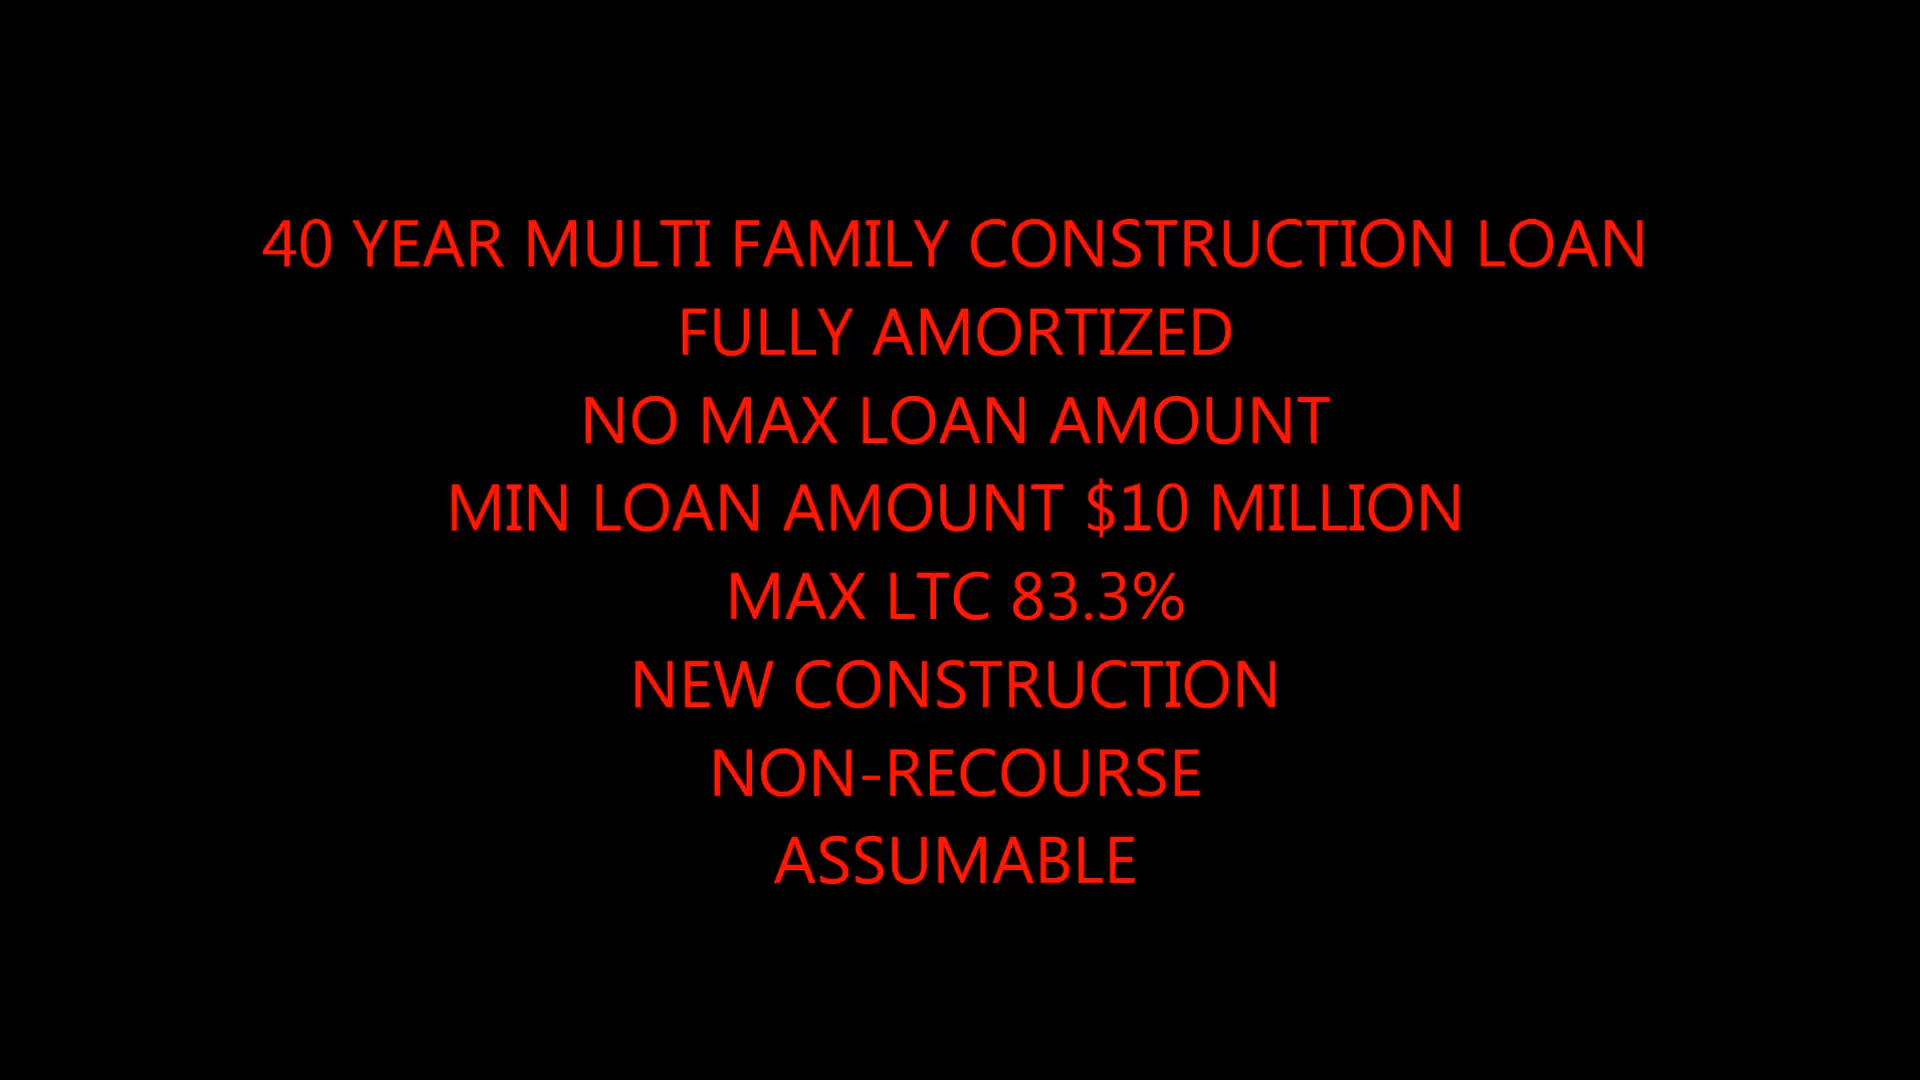 40 YEAR MULTI FAMILY CONSTRUCTION LOAN
FULLY AMORTIZED
NO MAX LOAN AMOUNT
MIN LOAN AMOUNT $10 MILLION
MAX LTC 83.3%
NEW CONSTRUCTION
NON-RECOURSE
ASSUMABLE